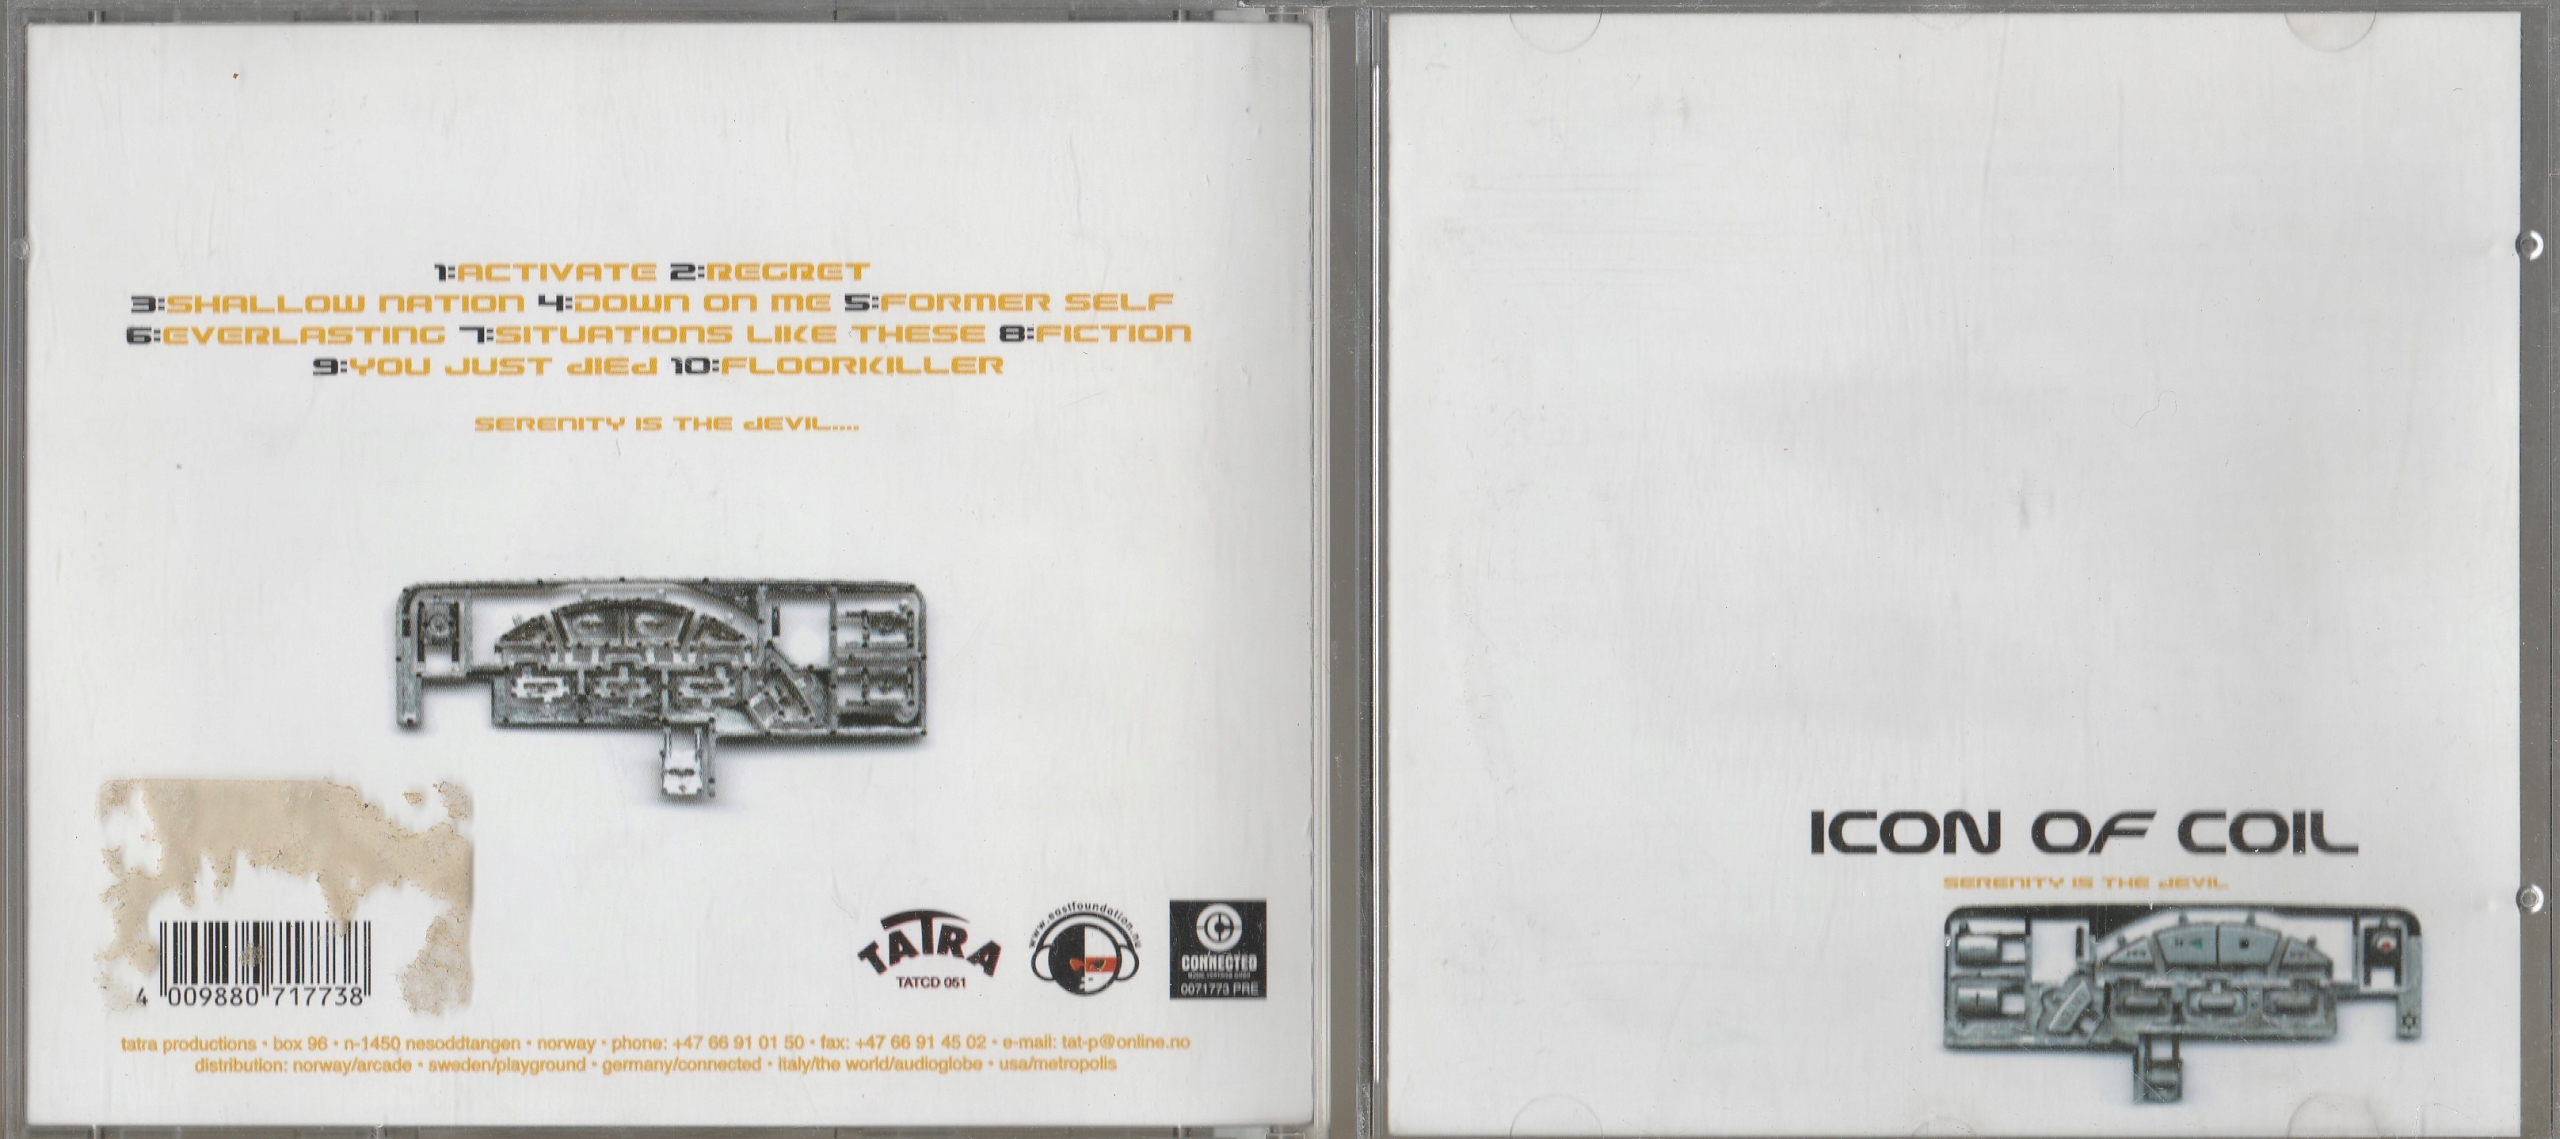 1:ACTIVATE 2:REGRET
3:SHALLOW NATION 4:DOWN ON ME 5:FORMER SELF
6:EVERLASTING 7:SITUATIONS LIKE THESE 8:FICTION
9:YOU JUST dIEd 10:FLOORKILLER
SERENITY IS THE dEVIL....
TATRA
TATCD 051
www.eastfoundation.nu
CONNECTED
0071773 PRE
4 009880 717738
tatra productions • box 96 • n-1450 nesoddtangen • norway • phone: +47 66 91 01 50 • fax: +47 66 91 45 02 • e-mail: tat-p@online.no
distribution: norway/arcade • sweden/playground • germany/connected • italy/the world/audioglobe • usa/metropolis
ICON OF COIL
SERENITY IS THE dEVIL